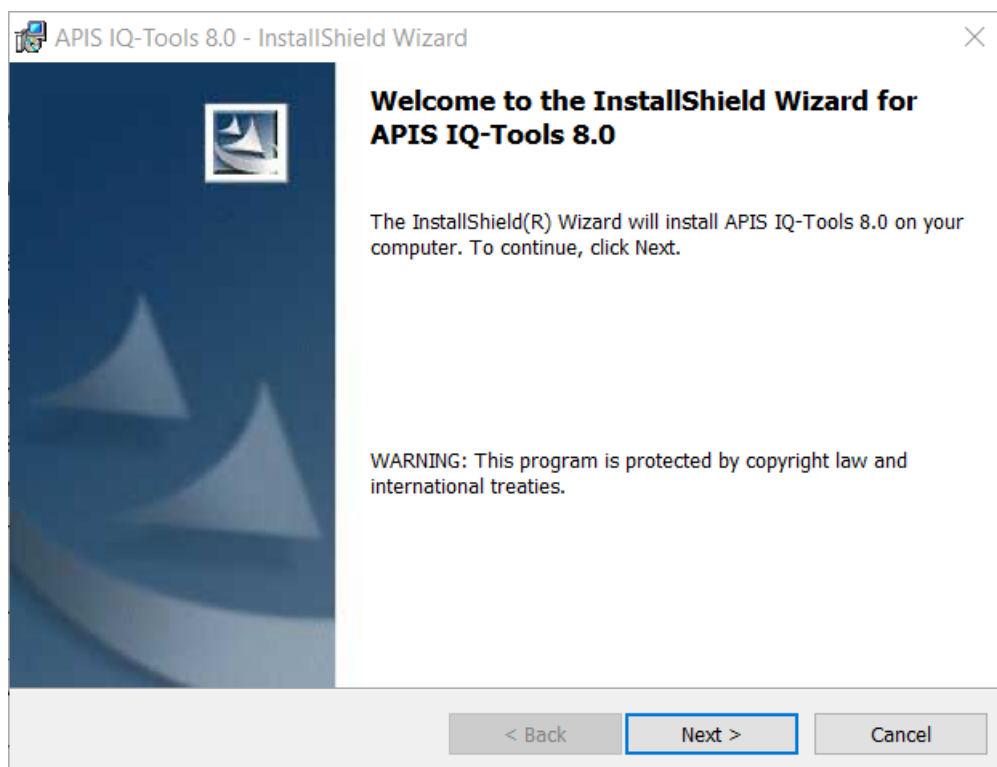 APIS IQ-Tools 8.0 - InstallShield Wizard
Welcome to the InstallShield Wizard for
APIS IQ-Tools 8.0
The InstallShield(R) Wizard will install APIS IQ-Tools 8.0 on your
computer. To continue, click Next.
WARNING: This program is protected by copyright law and
international treaties.
< Back
Next >
Cancel